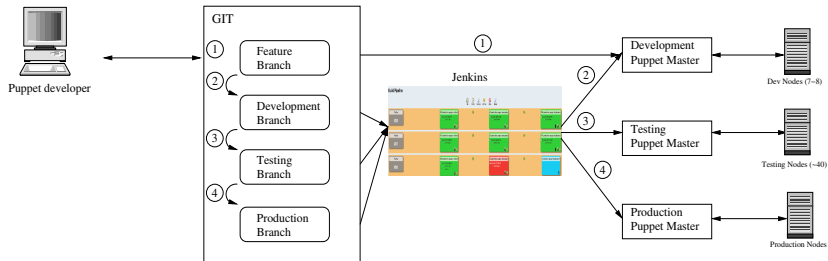 GIT
1
Feature
Branch
2
Development
Branch
3
Testing
Branch
4
Production
Branch
Puppet developer
1
Jenkins
2
3
4
Development
Puppet Master
Dev Nodes (7−8)
Testing
Puppet Master
Testing Nodes (~40)
Production
Puppet Master
Production Nodes